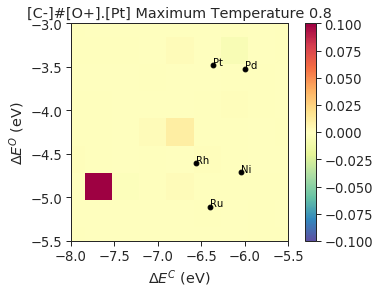 [C-]#[O+].[Pt] Maximum Temperature 0.8
−3.0
−3.5
−4.0
−4.5
−5.0
−5.5
ΔE^O (eV)
Pt
Pd
Rh
Ni
Ru
−8.0 −7.5 −7.0 −6.5 −6.0 −5.5
ΔE^C (eV)
0.100
0.075
0.050
0.025
0.000
−0.025
−0.050
−0.075
−0.100